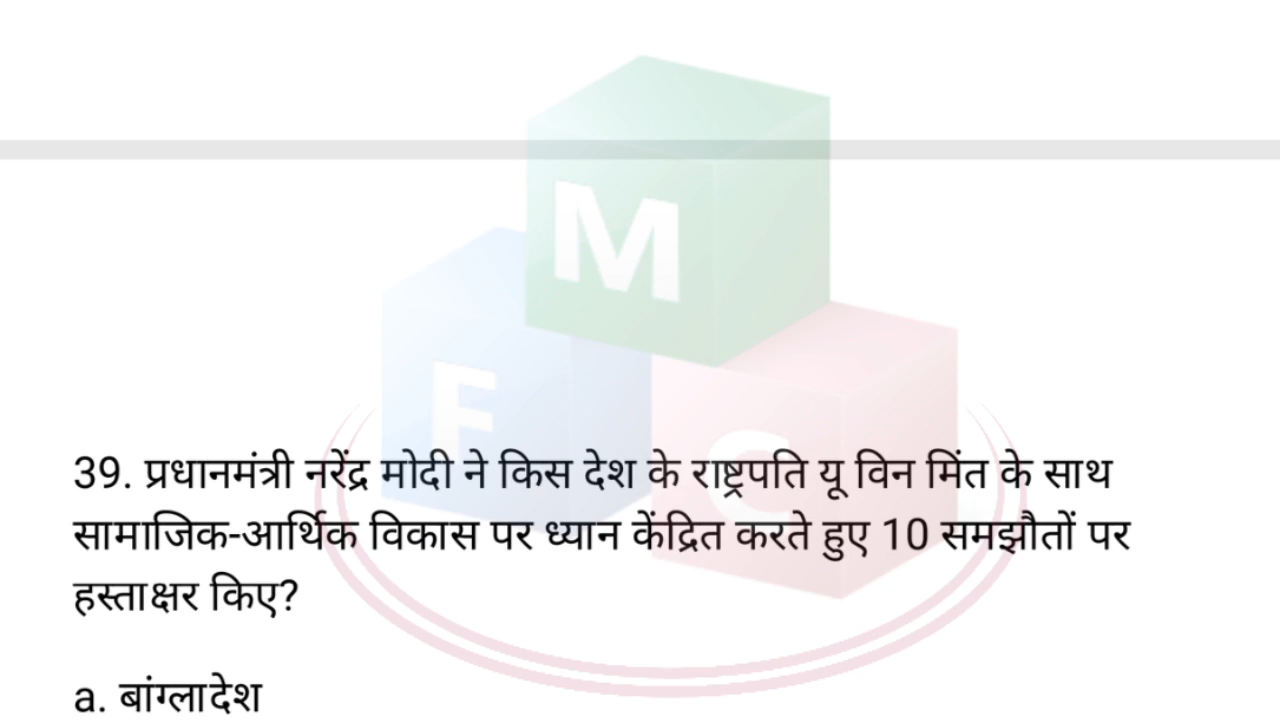 M
F
C
39. प्रधानमंत्री नरेंद्र मोदी ने किस देश के राष्ट्रपति यू विन मिंत के साथ
सामाजिक-आर्थिक विकास पर ध्यान केंद्रित करते हुए 10 समझौतों पर
हस्ताक्षर किए?
a. बांग्लादेश